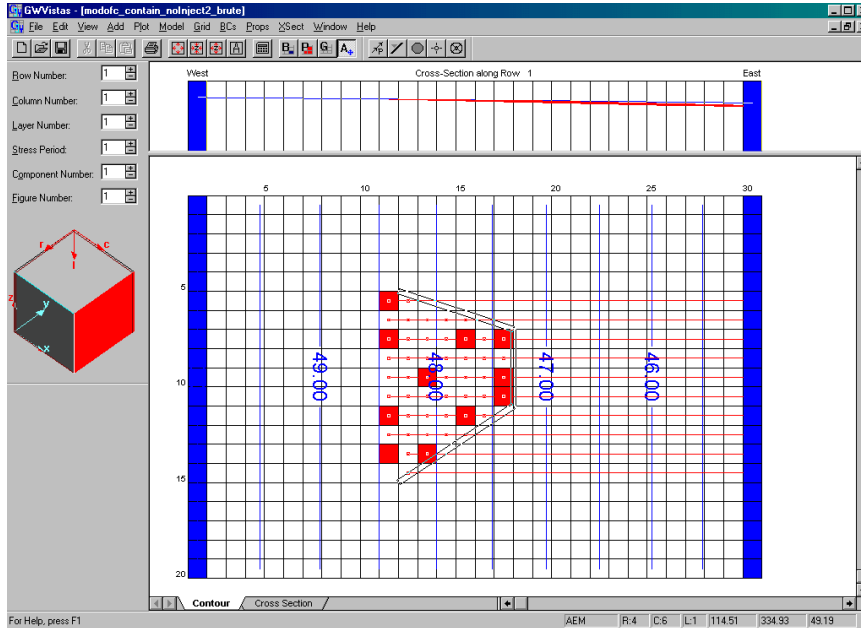 GWVistas - [modofc_contain_noInject2_brute]
File Edit View Add Plot Model Grid BCs Props XSect Window Help
Row Number: 1
Column Number: 1
Layer Number: 1
Stress Period: 1
Component Number: 1
Figure Number: 1
r c
l
z
y
x
West Cross-Section along Row 1 East
5 10 15 20 25 30
5
10
15
20
49.00 48.00 47.00 46.00
Contour Cross Section
For Help, press F1 AEM R:4 C:6 L:1 114.51 334.93 49.19